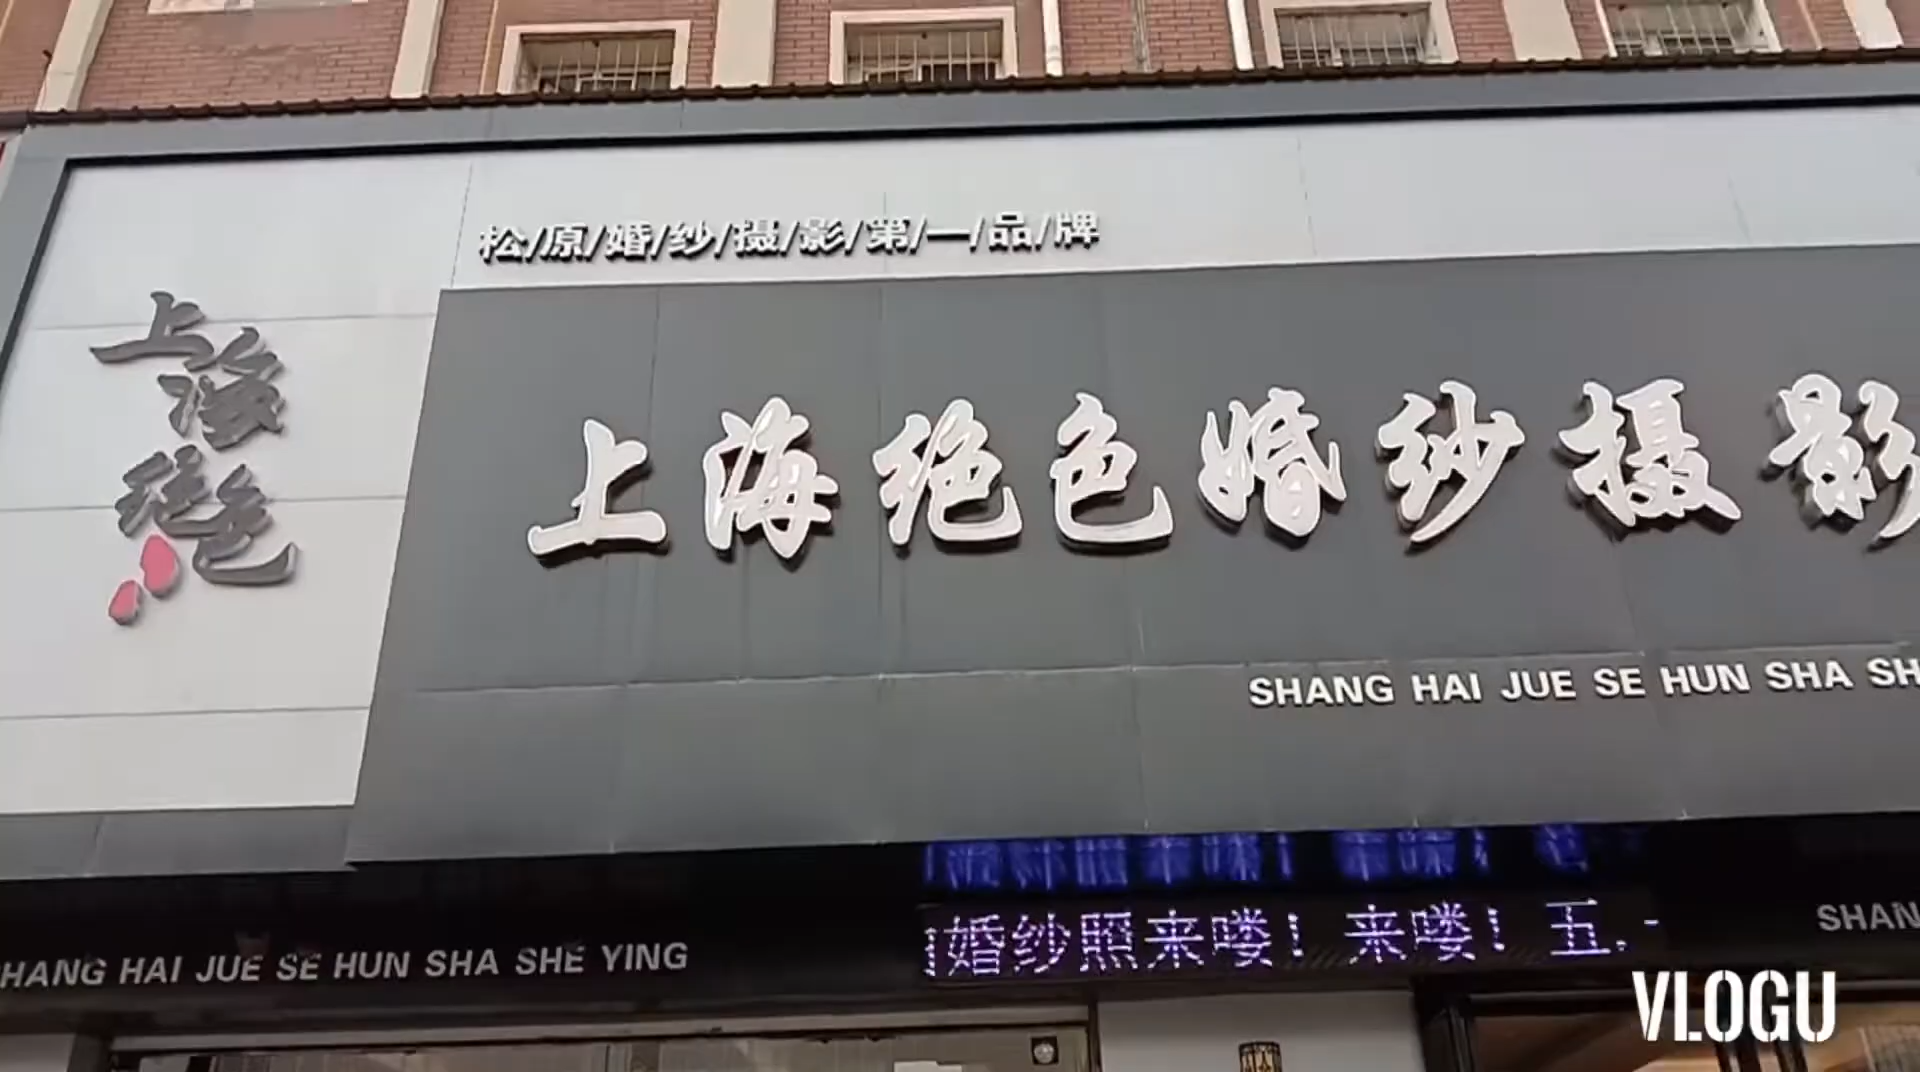 松/原/婚/纱/摄/影/第/一/品/牌
上海
绝色
上海绝色婚纱摄影
SHANG HAI JUE SE HUN SHA SH
婚纱照来喽！来喽！五.
HANG HAI JUE SE HUN SHA SHE YING
SHAN
VLOGU